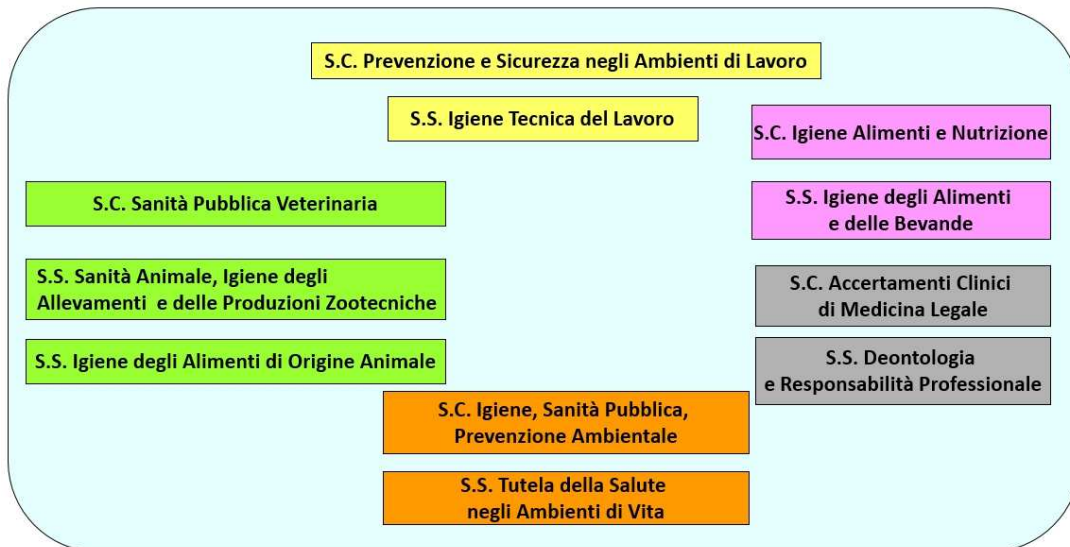 S.C. Prevenzione e Sicurezza negli Ambienti di Lavoro
S.S. Igiene Tecnica del Lavoro
S.C. Igiene Alimenti e Nutrizione
S.C. Sanità Pubblica Veterinaria
S.S. Igiene degli Alimenti
e delle Bevande
S.S. Sanità Animale, Igiene degli
Allevamenti e delle Produzioni Zootecniche
S.C. Accertamenti Clinici
di Medicina Legale
S.S. Igiene degli Alimenti di Origine Animale
S.S. Deontologia
e Responsabilità Professionale
S.C. Igiene, Sanità Pubblica,
Prevenzione Ambientale
S.S. Tutela della Salute
negli Ambienti di Vita